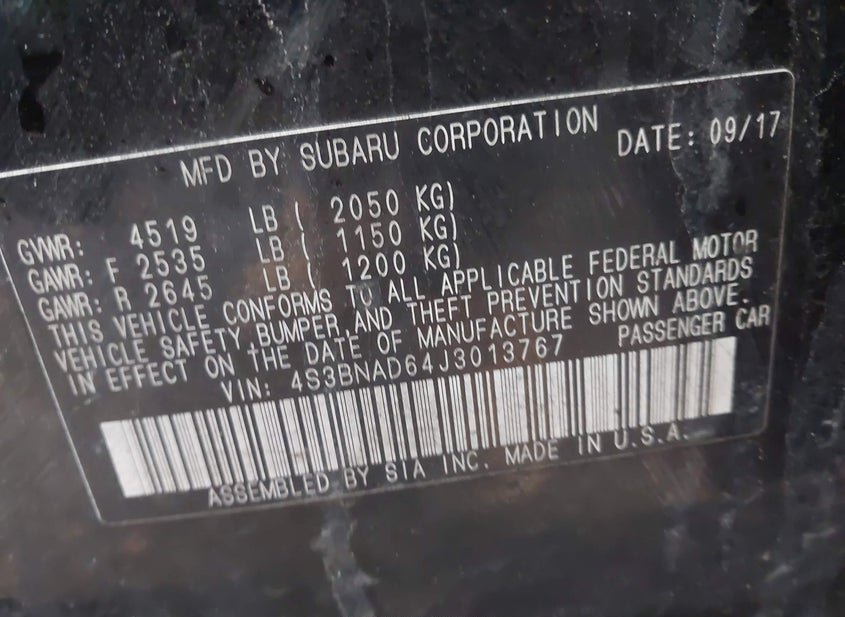 MFD BY SUBARU CORPORATION DATE: 09/17
GVWR: 4519 LB ( 2050 KG)
GAWR: F 2535 LB ( 1150 KG)
GAWR: R 2645 LB ( 1200 KG)
THIS VEHICLE CONFORMS TO ALL APPLICABLE FEDERAL MOTOR
VEHICLE SAFETY, BUMPER, AND THEFT PREVENTION STANDARDS
IN EFFECT ON THE DATE OF MANUFACTURE SHOWN ABOVE.
VIN: 4S3BNAD64J3013767 PASSENGER CAR
ASSEMBLED BY SIA INC. MADE IN U.S.A.